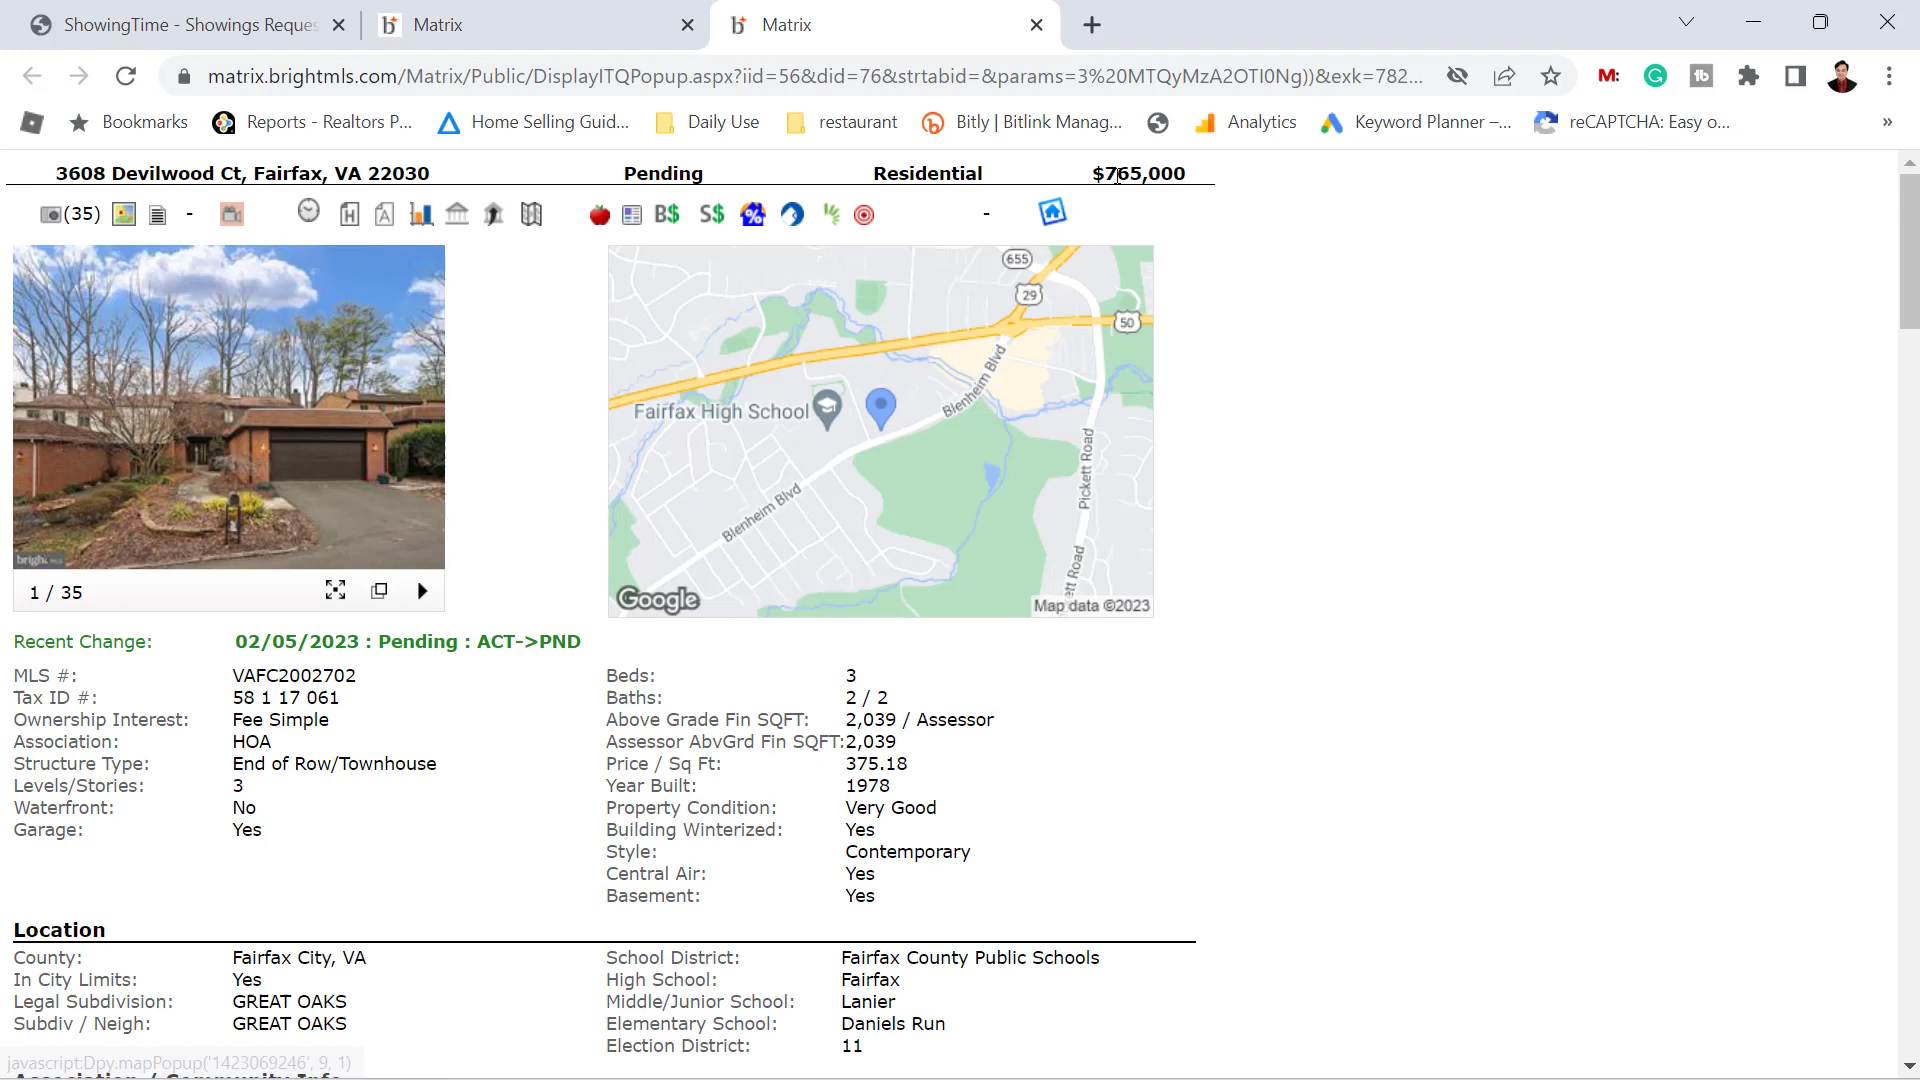 ShowingTime - Showings Reques
Matrix
Matrix
matrix.brightmls.com/Matrix/Public/DisplayITQPopup.aspx?iid=56&did=76&strtabid=&params=3%20MTQyMzA2OTI0Ng))&exk=782...
Bookmarks
Reports - Realtors P...
Home Selling Guid...
Daily Use
restaurant
Bitly | Bitlink Manag...
Analytics
Keyword Planner –...
reCAPTCHA: Easy o...
»
3608 Devilwood Ct, Fairfax, VA 22030 Pending Residential $765,000
(35) - H A B$ S$ % -
655
29
50
Blenheim Blvd
Fairfax High School
Pickett Road
Blenheim Blvd
ett Road
Google
Map data ©2023
bright MLS
1 / 35
Recent Change: 02/05/2023 : Pending : ACT->PND
MLS #: VAFC2002702
Tax ID #: 58 1 17 061
Ownership Interest: Fee Simple
Association: HOA
Structure Type: End of Row/Townhouse
Levels/Stories: 3
Waterfront: No
Garage: Yes
Beds: 3
Baths: 2 / 2
Above Grade Fin SQFT: 2,039 / Assessor
Assessor AbvGrd Fin SQFT: 2,039
Price / Sq Ft: 375.18
Year Built: 1978
Property Condition: Very Good
Building Winterized: Yes
Style: Contemporary
Central Air: Yes
Basement: Yes
Location
County: Fairfax City, VA
In City Limits: Yes
Legal Subdivision: GREAT OAKS
Subdiv / Neigh: GREAT OAKS
School District: Fairfax County Public Schools
High School: Fairfax
Middle/Junior School: Lanier
Elementary School: Daniels Run
Election District: 11
javascript:Dpy.mapPopup('1423069246', 9, 1)
Association / Community Info